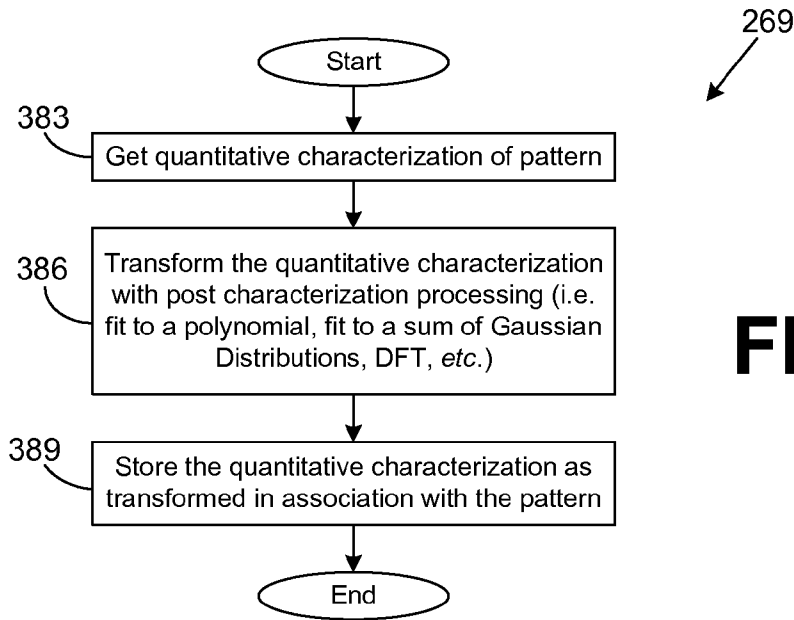 269
Start
383
Get quantitative characterization of pattern
386
Transform the quantitative characterization
with post characterization processing (i.e.
fit to a polynomial, fit to a sum of Gaussian
Distributions, DFT, etc.)
FI
389
Store the quantitative characterization as
transformed in association with the pattern
End